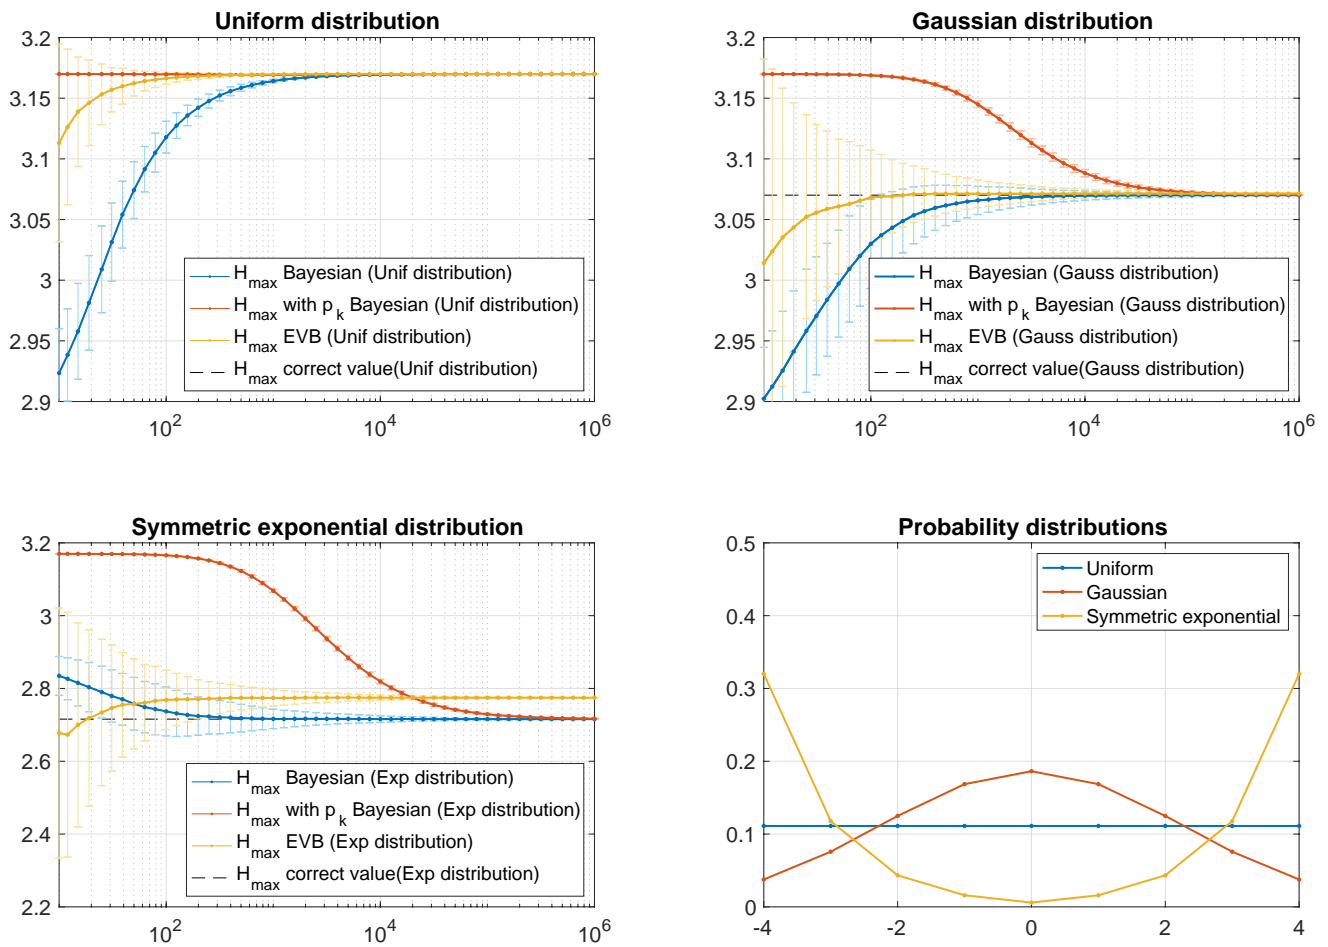 Uniform distribution
3.2
3.15
3.1
3.05
3
2.95
2.9
10^2
10^4
10^6
H_max Bayesian (Unif distribution)
H_max with p_k Bayesian (Unif distribution)
H_max EVB (Unif distribution)
H_max correct value(Unif distribution)
Gaussian distribution
3.2
3.15
3.1
3.05
3
2.95
2.9
10^2
10^4
10^6
H_max Bayesian (Gauss distribution)
H_max with p_k Bayesian (Gauss distribution)
H_max EVB (Gauss distribution)
H_max correct value(Gauss distribution)
Symmetric exponential distribution
3.2
3
2.8
2.6
2.4
2.2
10^2
10^4
10^6
H_max Bayesian (Exp distribution)
H_max with p_k Bayesian (Exp distribution)
H_max EVB (Exp distribution)
H_max correct value(Exp distribution)
Probability distributions
0.5
0.4
0.3
0.2
0.1
0
-4
-2
0
2
4
Uniform
Gaussian
Symmetric exponential